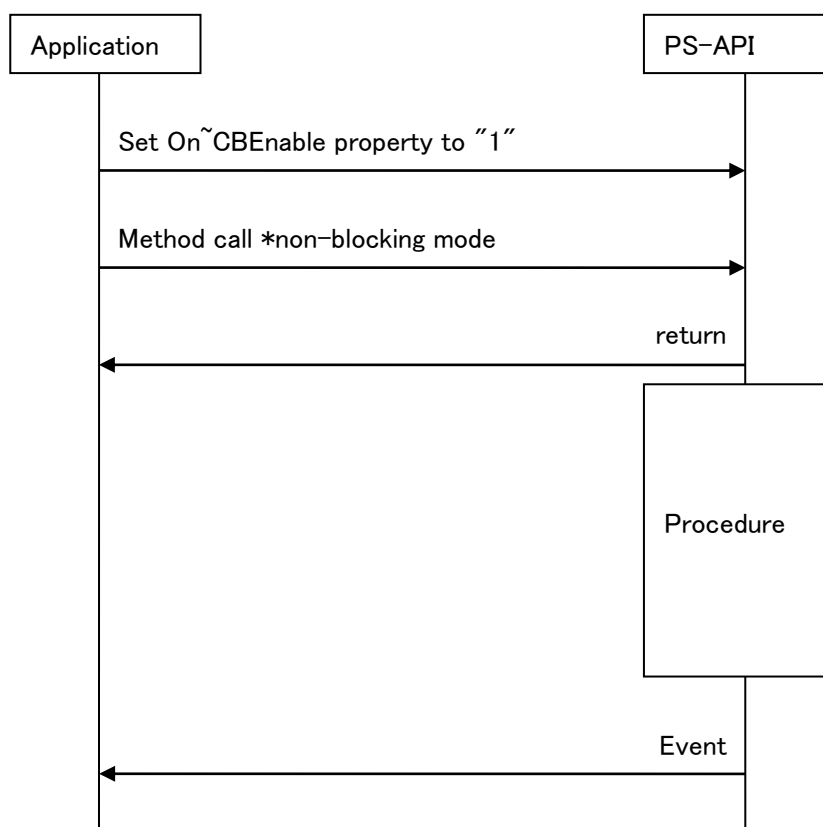 Application
PS-API
Set On~CBEnable property to "1"
Method call *non-blocking mode
return
Procedure
Event